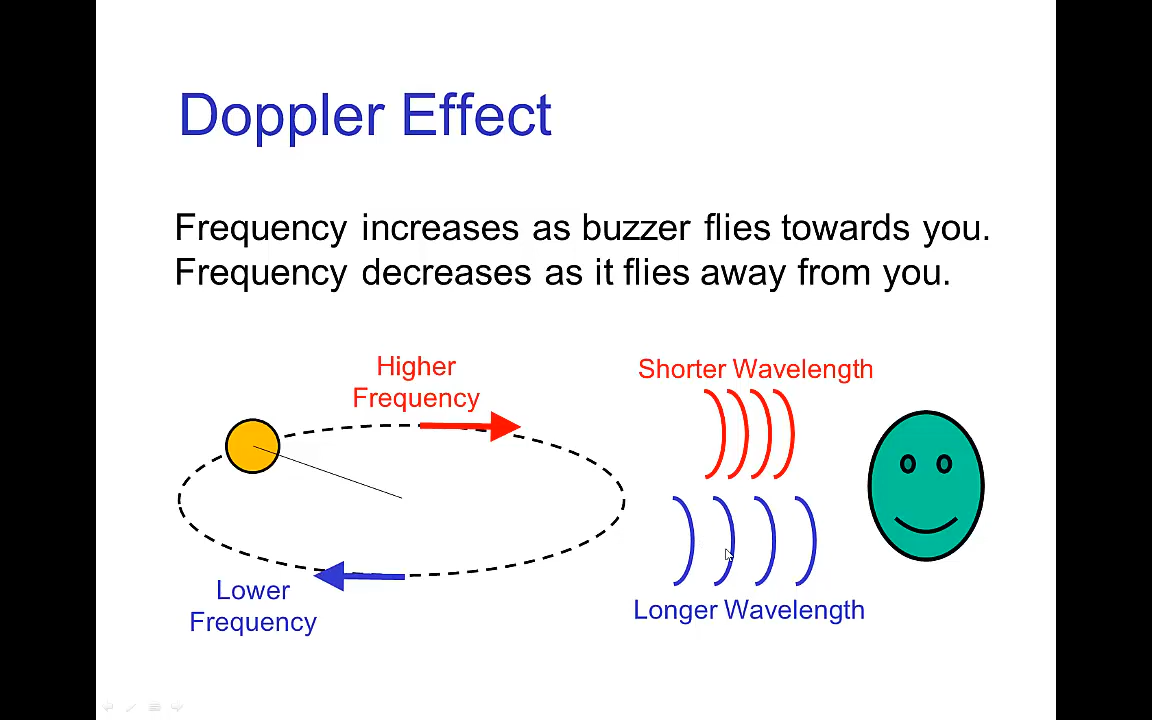 Doppler Effect
Frequency increases as buzzer flies towards you.
Frequency decreases as it flies away from you.
Higher
Frequency
Shorter Wavelength
Lower
Frequency
Longer Wavelength